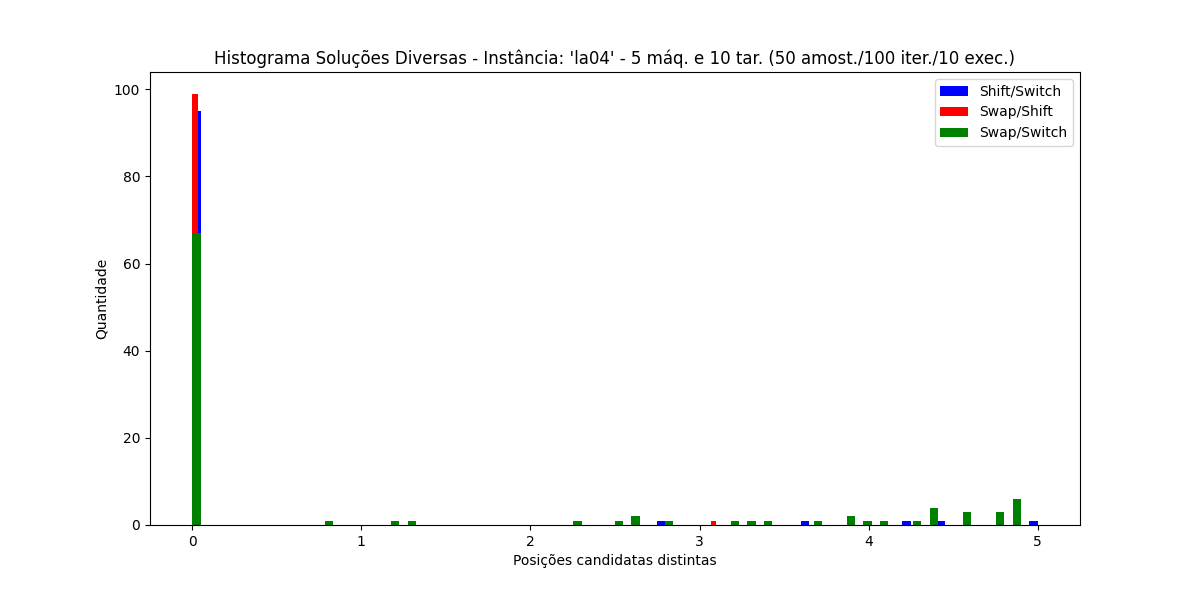 Histograma Soluções Diversas - Instância: 'la04' - 5 máq. e 10 tar. (50 amost./100 iter./10 exec.)
Shift/Switch
Swap/Shift
Swap/Switch
Quantidade
100
80
60
40
20
0
0 1 2 3 4 5
Posições candidatas distintas